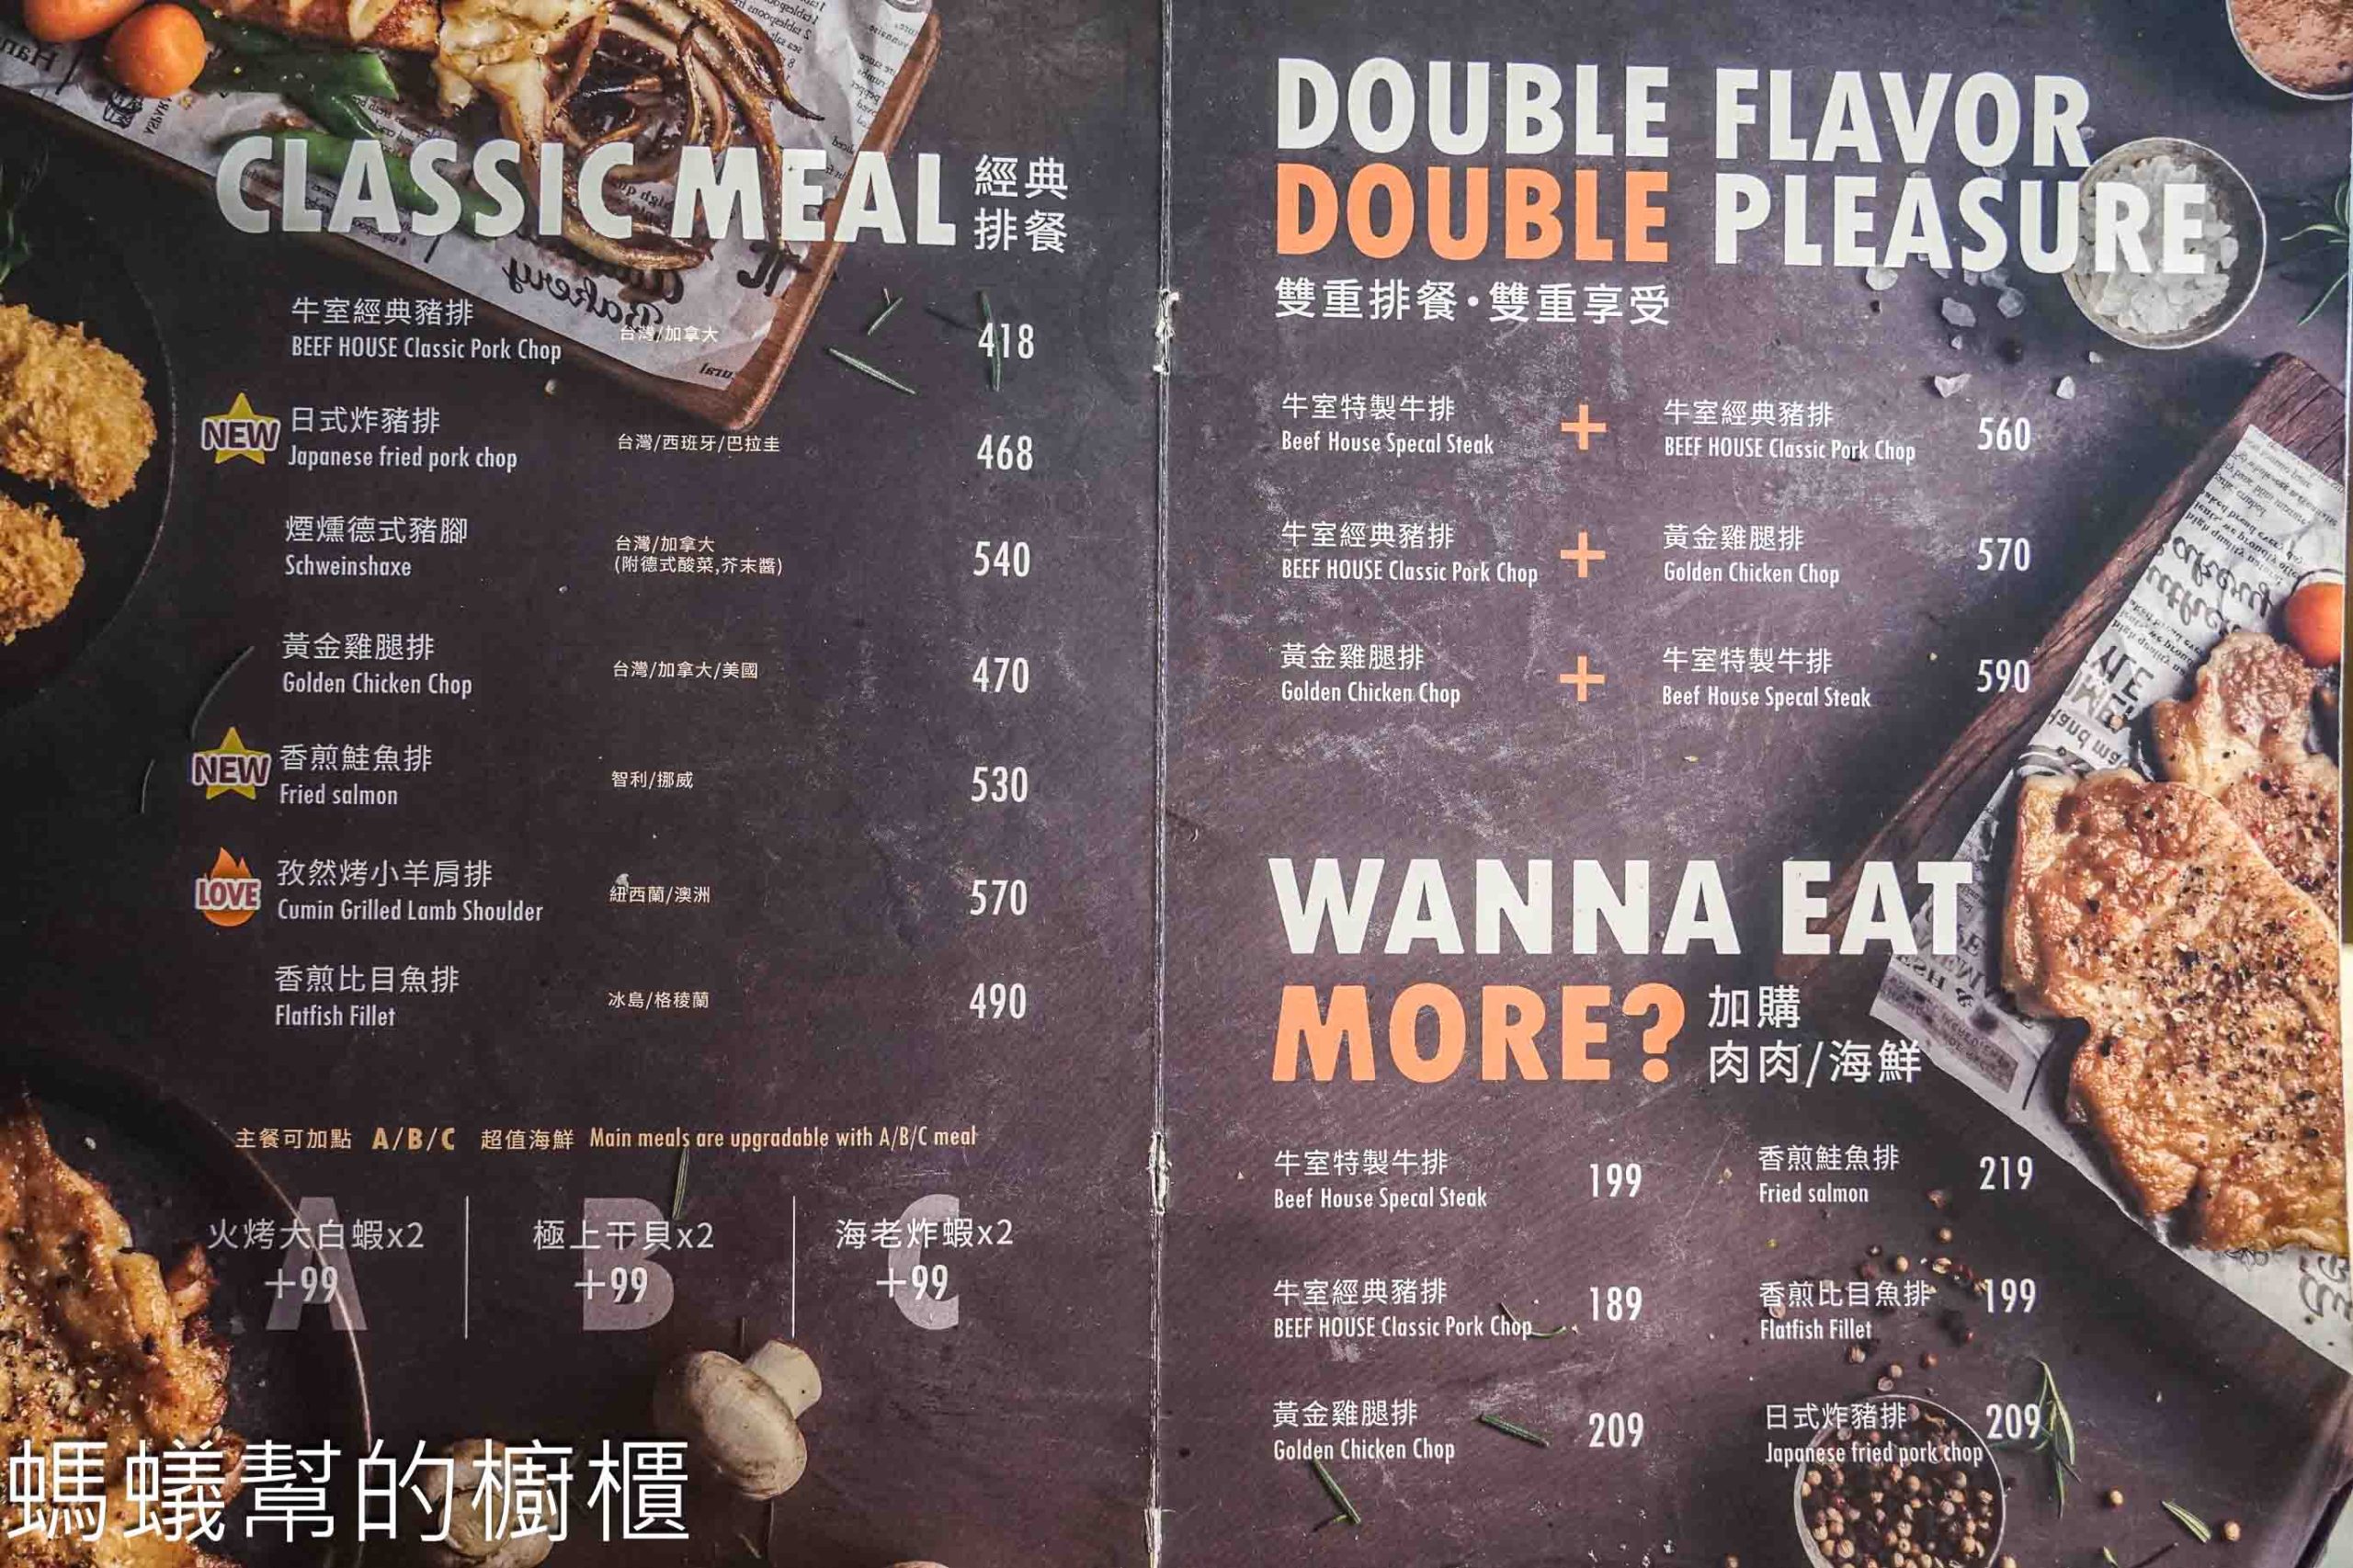 CLASSIC MEAL 經典排餐
牛室經典豬排
BEEF HOUSE Classic Pork Chop
台灣/加拿大
418
NEW
日式炸豬排
Japanese fried pork chop
台灣/西班牙/巴拉圭
468
煙燻德式豬腳
Schweinshaxe
台灣/加拿大
(附德式酸菜,芥末醬)
540
黃金雞腿排
Golden Chicken Chop
台灣/加拿大/美國
470
NEW
香煎鮭魚排
Fried salmon
智利/挪威
530
LOVE
孜然烤小羊肩排
Cumin Grilled Lamb Shoulder
紐西蘭/澳洲
570
香煎比目魚排
Flatfish Fillet
冰島/格稜蘭
490
主餐可加點 A/B/C 超值海鮮 Main meals are upgradable with A/B/C meal
A
火烤大白蝦x2
+99
B
極上干貝x2
+99
C
海老炸蝦x2
+99
DOUBLE FLAVOR
DOUBLE PLEASURE
雙重排餐·雙重享受
牛室特製牛排
Beef House Specal Steak
+
牛室經典豬排
BEEF HOUSE Classic Pork Chop
560
牛室經典豬排
BEEF HOUSE Classic Pork Chop
+
黃金雞腿排
Golden Chicken Chop
570
黃金雞腿排
Golden Chicken Chop
+
牛室特製牛排
Beef House Specal Steak
590
WANNA EAT
MORE? 加購
肉肉/海鮮
牛室特製牛排
Beef House Specal Steak
199
香煎鮭魚排
Fried salmon
219
牛室經典豬排
BEEF HOUSE Classic Pork Chop
189
香煎比目魚排
Flatfish Fillet
199
黃金雞腿排
Golden Chicken Chop
209
日式炸豬排
Japanese fried pork chop
209
螞蟻幫的櫥櫃